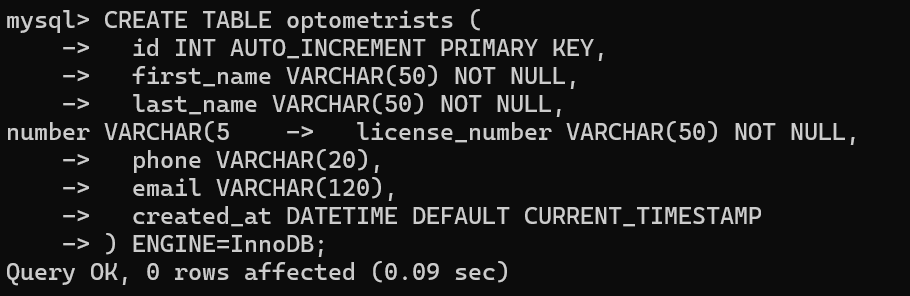 mysql> CREATE TABLE optometrists (
    ->   id INT AUTO_INCREMENT PRIMARY KEY,
    ->   first_name VARCHAR(50) NOT NULL,
    ->   last_name VARCHAR(50) NOT NULL,
number VARCHAR(5    ->   license_number VARCHAR(50) NOT NULL,
    ->   phone VARCHAR(20),
    ->   email VARCHAR(120),
    ->   created_at DATETIME DEFAULT CURRENT_TIMESTAMP
    -> ) ENGINE=InnoDB;
Query OK, 0 rows affected (0.09 sec)